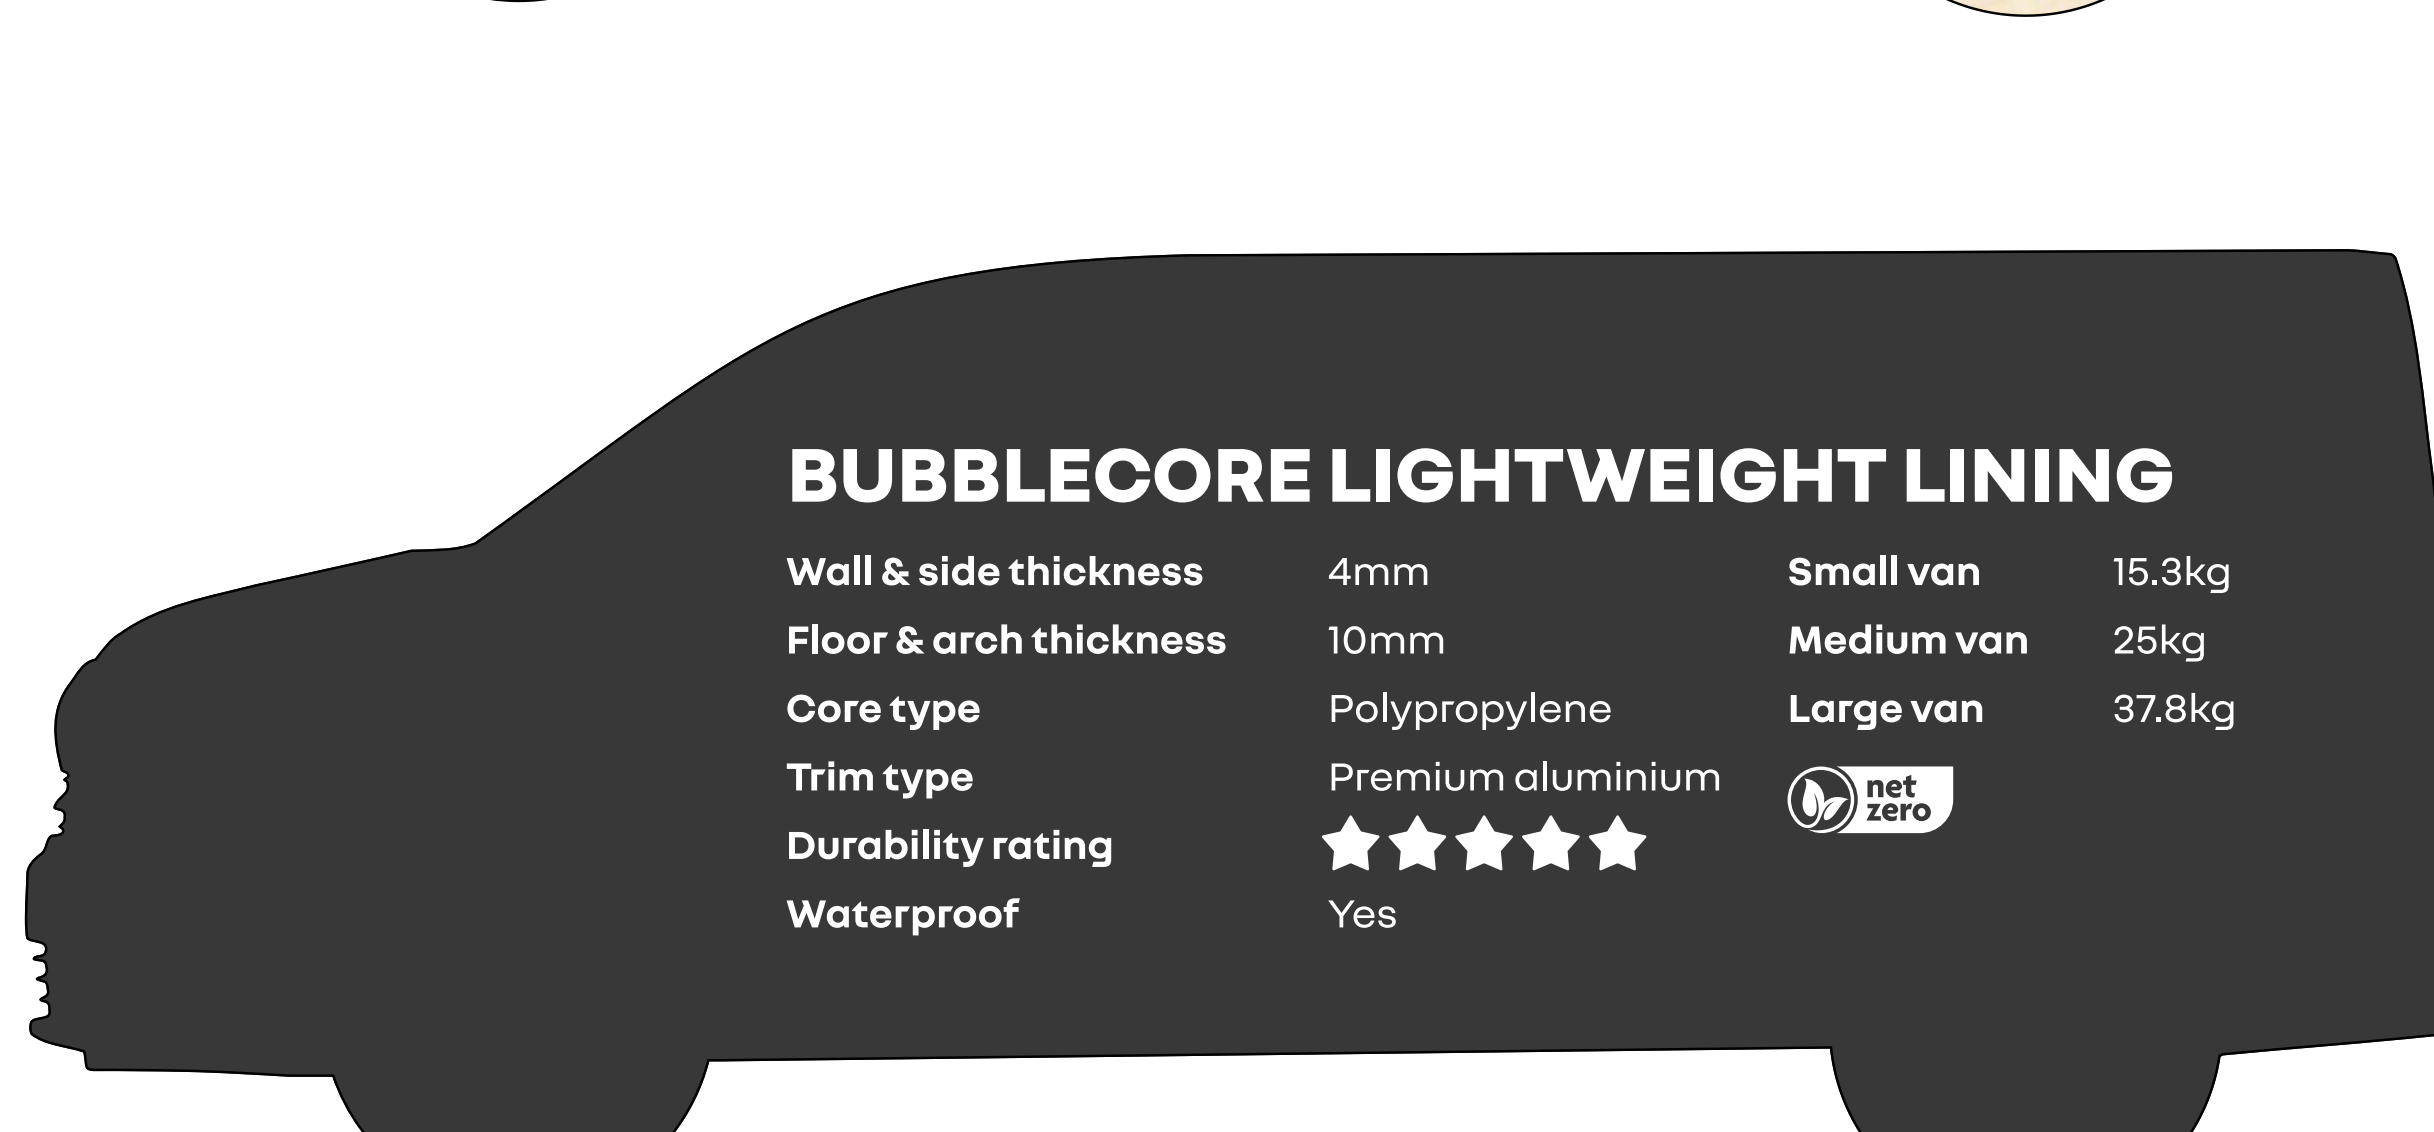 BUBBLECORE LIGHTWEIGHT LINING
Wall & side thickness 4mm
Floor & arch thickness 10mm
Core type Polypropylene
Trim type Premium aluminium
Durability rating
Waterproof Yes
Small van 15.3kg
Medium van 25kg
Large van 37.8kg
net
zero